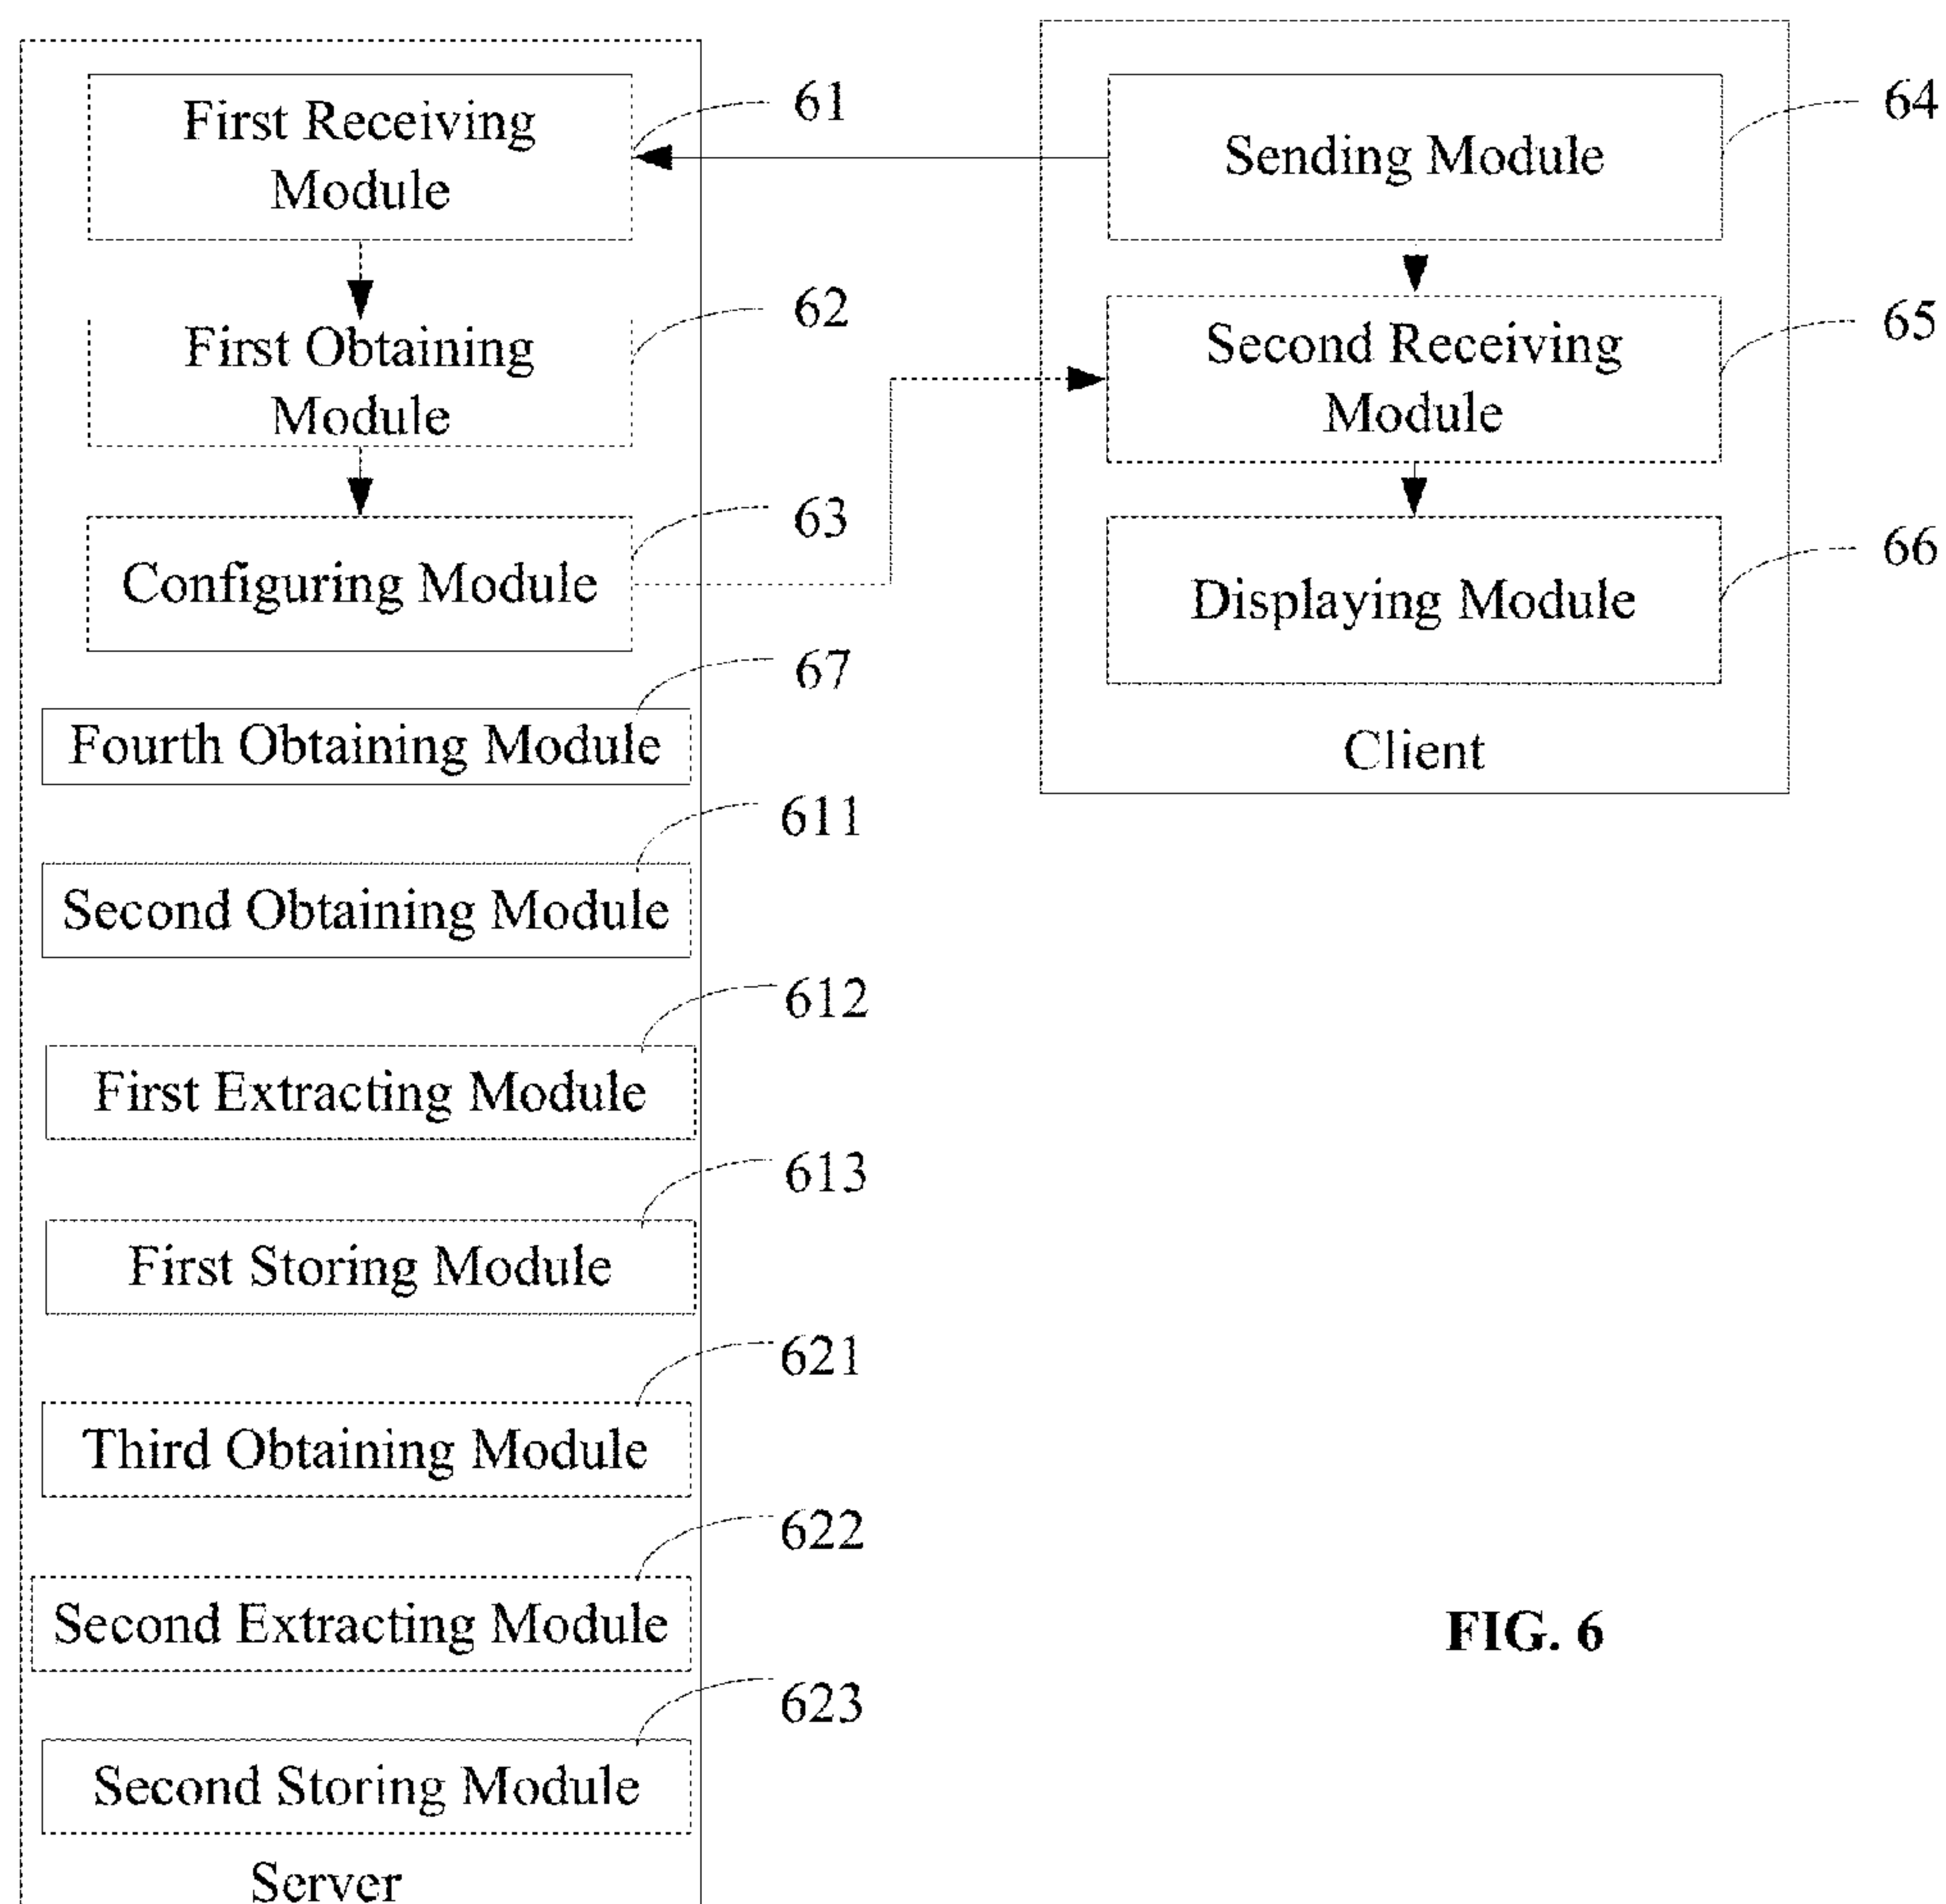 First Receiving
Module
61
First Obtaining
Module
62
Configuring Module
63
Fourth Obtaining Module
67
Second Obtaining Module
611
First Extracting Module
612
First Storing Module
613
Third Obtaining Module
621
Second Extracting Module
622
Second Storing Module
623
Server
Sending Module
64
Second Receiving
Module
65
Displaying Module
66
Client
FIG. 6